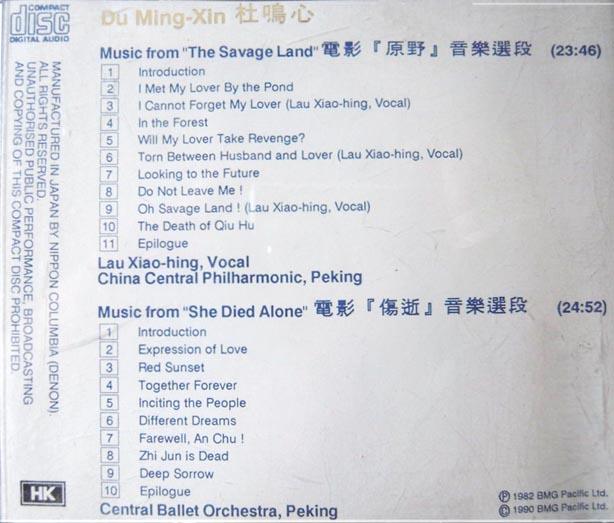 COMPACT
disc
DIGITAL AUDIO
Du Ming-Xin 杜鳴心
Music from "The Savage Land" 電影『原野』音樂選段 (23:46)
1 Introduction
2 I Met My Lover By the Pond
3 I Cannot Forget My Lover (Lau Xiao-hing, Vocal)
4 In the Forest
5 Will My Lover Take Revenge?
6 Torn Between Husband and Lover (Lau Xiao-hing, Vocal)
7 Looking to the Future
8 Do Not Leave Me !
9 Oh Savage Land ! (Lau Xiao-hing, Vocal)
10 The Death of Qiu Hu
11 Epilogue
Lau Xiao-hing, Vocal
China Central Philharmonic, Peking
Music from "She Died Alone" 電影『傷逝』音樂選段 (24:52)
1 Introduction
2 Expression of Love
3 Red Sunset
4 Together Forever
5 Inciting the People
6 Different Dreams
7 Farewell, An Chu !
8 Zhi Jun is Dead
9 Deep Sorrow
10 Epilogue
Central Ballet Orchestra, Peking
MANUFACTURED IN JAPAN BY NIPPON COLUMBIA (DENON).
ALL RIGHTS RESERVED.
UNAUTHORISED PUBLIC PERFORMANCE, BROADCASTING
AND COPYING OF THIS COMPACT DISC PROHIBITED.
HK
Ⓟ 1982 BMG Pacific Ltd.
© 1990 BMG Pacific Ltd.